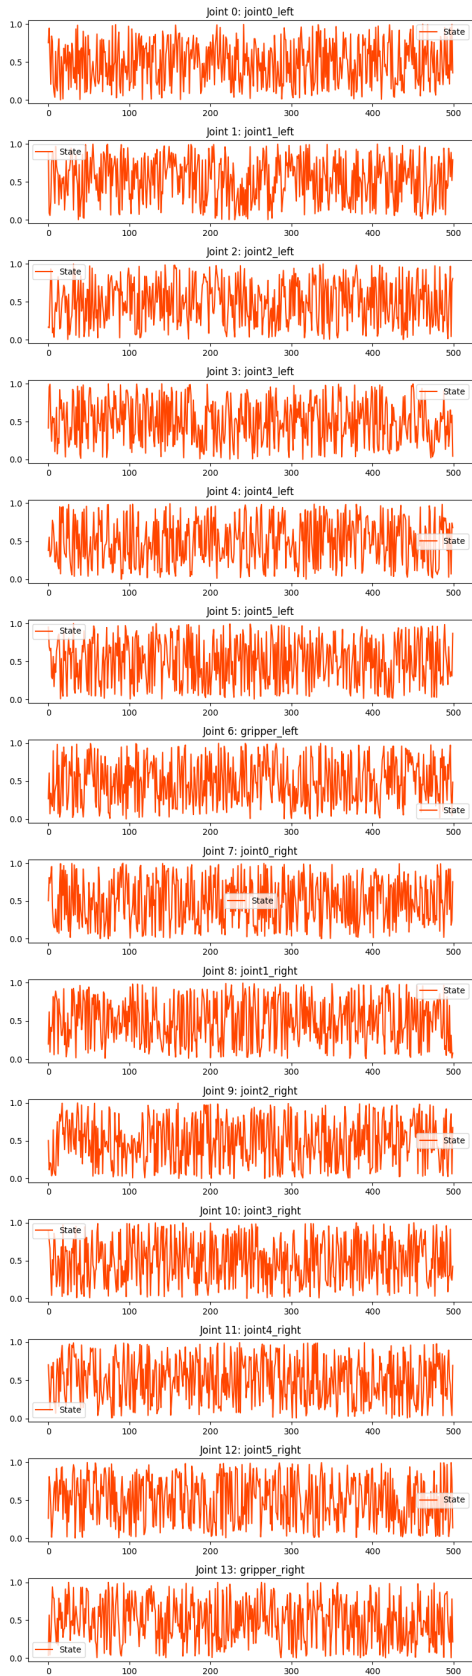 Joint 0: joint0_left
1.0
State
0.5
0.0
0 100 200 300 400 500
Joint 1: joint1_left
1.0
State
0.5
0.0
0 100 200 300 400 500
Joint 2: joint2_left
1.0
State
0.5
0.0
0 100 200 300 400 500
Joint 3: joint3_left
1.0
State
0.5
0.0
0 100 200 300 400 500
Joint 4: joint4_left
1.0
0.5
State
0.0
0 100 200 300 400 500
Joint 5: joint5_left
1.0
State
0.5
0.0
0 100 200 300 400 500
Joint 6: gripper_left
1.0
0.5
State
0.0
0 100 200 300 400 500
Joint 7: joint0_right
1.0
0.5
State
0.0
0 100 200 300 400 500
Joint 8: joint1_right
1.0
State
0.5
0.0
0 100 200 300 400 500
Joint 9: joint2_right
1.0
0.5
State
0.0
0 100 200 300 400 500
Joint 10: joint3_right
1.0
State
0.5
0.0
0 100 200 300 400 500
Joint 11: joint4_right
1.0
0.5
State
0.0
0 100 200 300 400 500
Joint 12: joint5_right
1.0
0.5
State
0.0
0 100 200 300 400 500
Joint 13: gripper_right
1.0
0.5
State
0.0
0 100 200 300 400 500